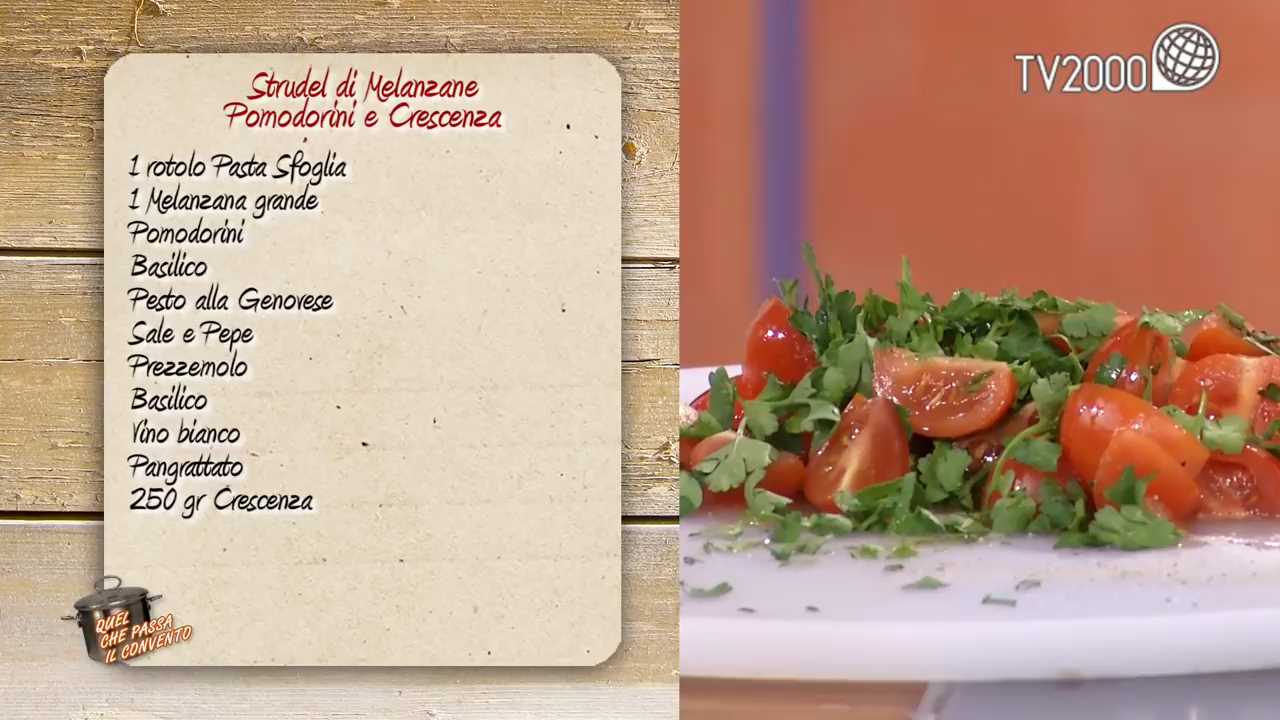 Strudel di Melanzane
Pomodorini e Crescenza
1 rotolo Pasta Sfoglia
1 Melanzana grande
Pomodorini
Basilico
Pesto alla Genovese
Sale e Pepe
Prezzemolo
Basilico
Vino bianco
Pangrattato
250 gr Crescenza
QUEL
CHE PASSA
IL CONVENTO
TV2000